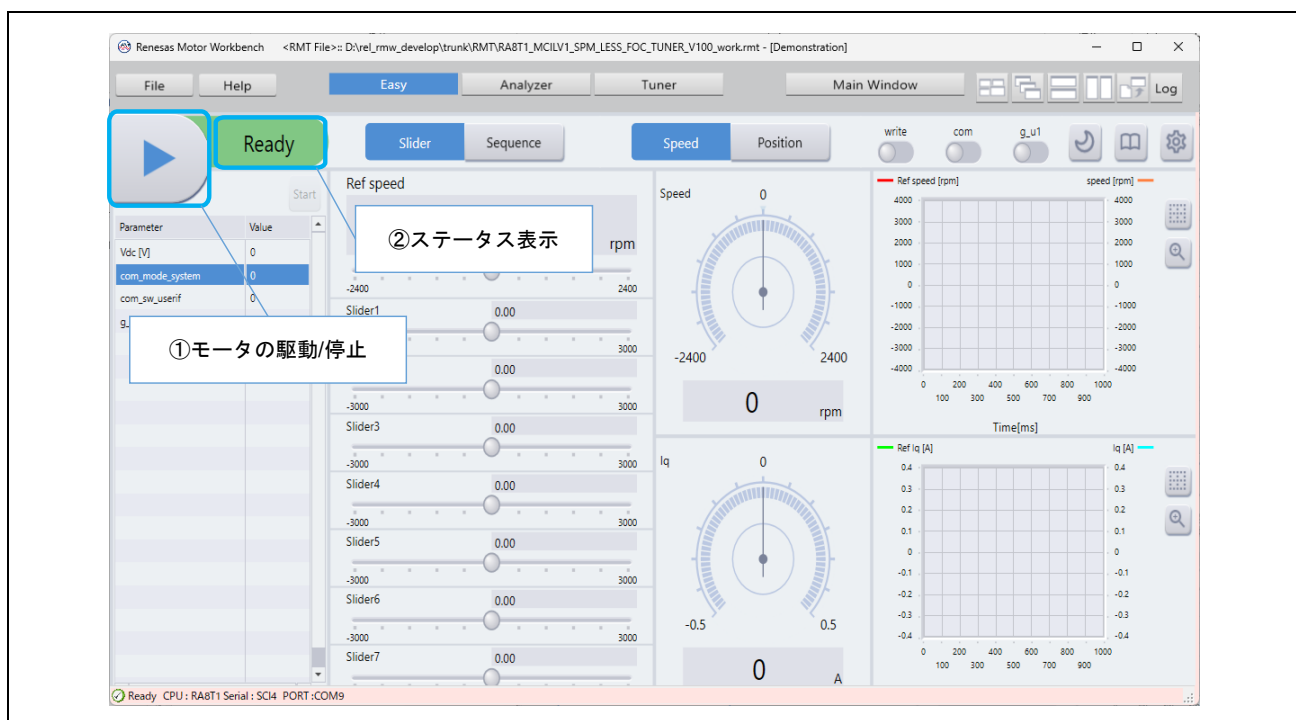 Renesas Motor Workbench <RMT File>:: D:\rel_rmw_develop\trunk\RMT\RA8T1_MCILV1_SPM_LESS_FOC_TUNER_V100_work.rmt - [Demonstration]
File Help Easy Analyzer Tuner Main Window Log
Ready Slider Sequence Speed Position write com g_u1
Start
Parameter Value
Vdc [V] 0
com_mode_system 0
com_sw_userif 0
g_
①モータの駆動/停止
②ステータス表示
Ref speed
rpm
-2400 2400
Slider1 0.00
3000
0.00
-3000 3000
Slider3 0.00
-3000 3000
Slider4 0.00
-3000 3000
Slider5 0.00
-3000 3000
Slider6 0.00
-3000 3000
Slider7 0.00
Speed 0
-2400 2400
0 rpm
Iq 0
-0.5 0.5
0 A
Ref speed [rpm] speed [rpm]
4000 4000
3000 3000
2000 2000
1000 1000
0 0
-1000 -1000
-2000 -2000
-3000 -3000
-4000 -4000
0 200 400 600 800 1000
100 300 500 700 900
Time[ms]
Ref Iq [A] Iq [A]
0.4 0.4
0.3 0.3
0.2 0.2
0.1 0.1
0 0
-0.1 -0.1
-0.2 -0.2
-0.3 -0.3
-0.4 -0.4
0 200 400 600 800 1000
100 300 500 700 900
Ready CPU : RA8T1 Serial : SCI4 PORT :COM9